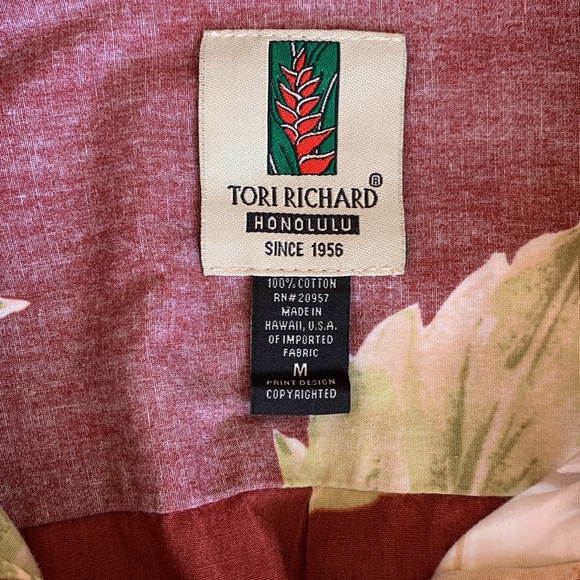 TORI RICHARD®
HONOLULU
SINCE 1956
100% COTTON
RN# 20957
MADE IN
HAWAII, U.S.A.
OF IMPORTED
FABRIC
M
PRINT DESIGN
COPYRIGHTED